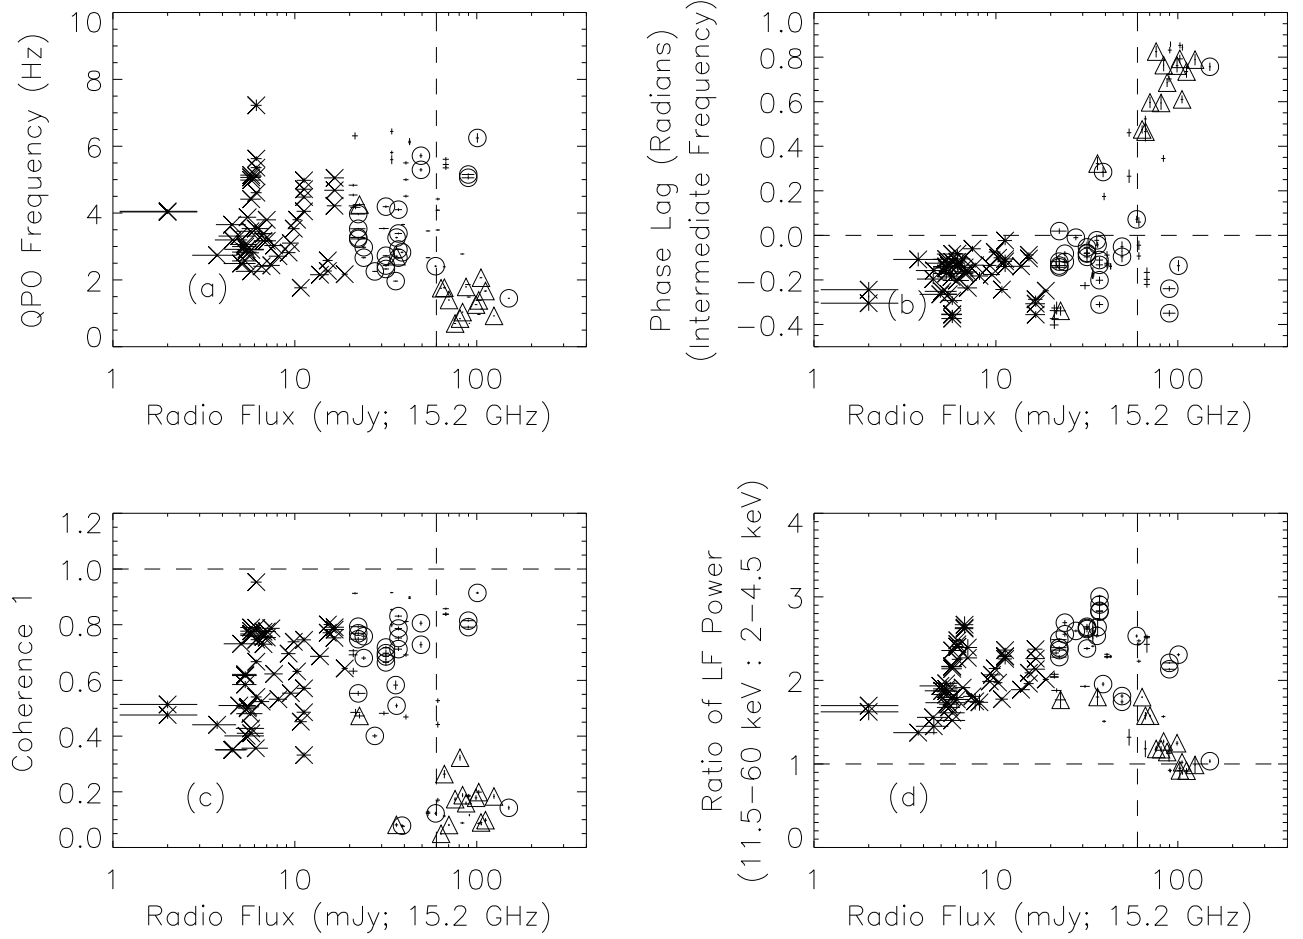 QPO Frequency (Hz)
10
8
6
4
2
0
(a)
1 10 100
Radio Flux (mJy; 15.2 GHz)
Phase Lag (Radians)
(Intermediate Frequency)
1.0
0.8
0.6
0.4
0.2
0.0
−0.2
−0.4
(b)
1 10 100
Radio Flux (mJy; 15.2 GHz)
Coherence 1
1.2
1.0
0.8
0.6
0.4
0.2
0.0
(c)
1 10 100
Radio Flux (mJy; 15.2 GHz)
Ratio of LF Power
(11.5−60 keV : 2−4.5 keV)
4
3
2
1
0
(d)
1 10 100
Radio Flux (mJy; 15.2 GHz)